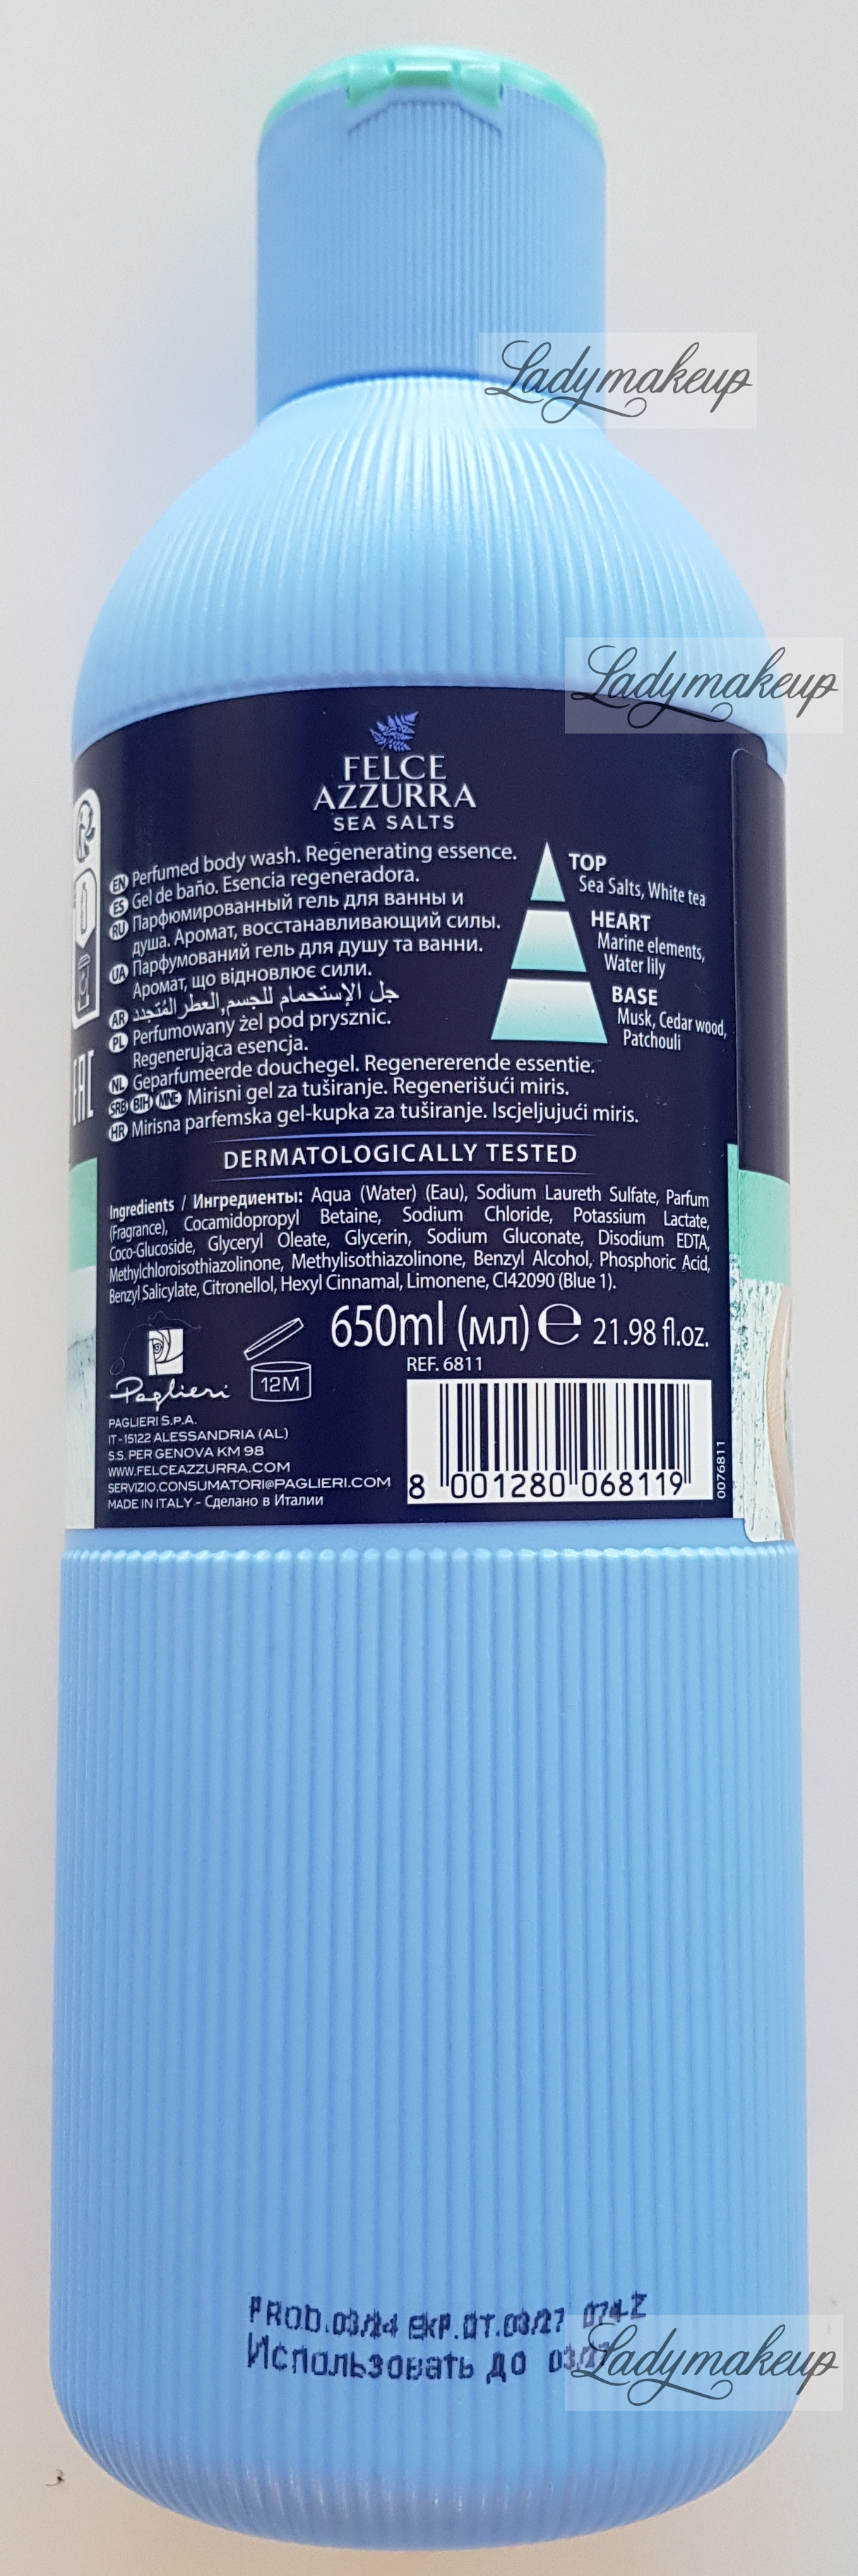 Ladymakeup
Ladymakeup
FELCE
AZZURRA
SEA SALTS
EN Perfumed body wash. Regenerating essence.
ES Gel de baño. Esencia regeneradora.
RU Парфюмированный гель для ванны и
душа. Аромат, восстанавливающий силы.
UA Парфумований гель для душу та ванни.
Аромат, що відновлює сили.
AR جل الإستحمام للجسم,العطر المُتجدد
PL Perfumowany żel pod prysznic.
Regenerująca esencja.
NL Geparfumeerde douchegel. Regenererende essentie.
SRB BIH MNE Mirisni gel za tuširanje. Regenerišući miris.
HR Mirisna parfemska gel-kupka za tuširanje. Iscjeljujući miris.
TOP
Sea Salts, White tea
HEART
Marine elements,
Water lily
BASE
Musk, Cedar wood,
Patchouli
EAC
DERMATOLOGICALLY TESTED
Ingredients / Ингредиенты: Aqua (Water) (Eau), Sodium Laureth Sulfate, Parfum
(Fragrance), Cocamidopropyl Betaine, Sodium Chloride, Potassium Lactate,
Coco-Glucoside, Glyceryl Oleate, Glycerin, Sodium Gluconate, Disodium EDTA,
Methylchloroisothiazolinone, Methylisothiazolinone, Benzyl Alcohol, Phosphoric Acid,
Benzyl Salicylate, Citronellol, Hexyl Cinnamal, Limonene, CI42090 (Blue 1).
650ml (мл) e 21.98 fl.oz.
REF. 6811
12M
Paglieri
PAGLIERI S.P.A.
IT - 15122 ALESSANDRIA (AL)
S.S. PER GENOVA KM 98
WWW.FELCEAZZURRA.COM
SERVIZIO.CONSUMATORI@PAGLIERI.COM
MADE IN ITALY - Сделано в Италии
8 001280 068119
0076811
PROD.03/24 EXP.DT.03/27 074-Z
Использовать до 03/27
Ladymakeup